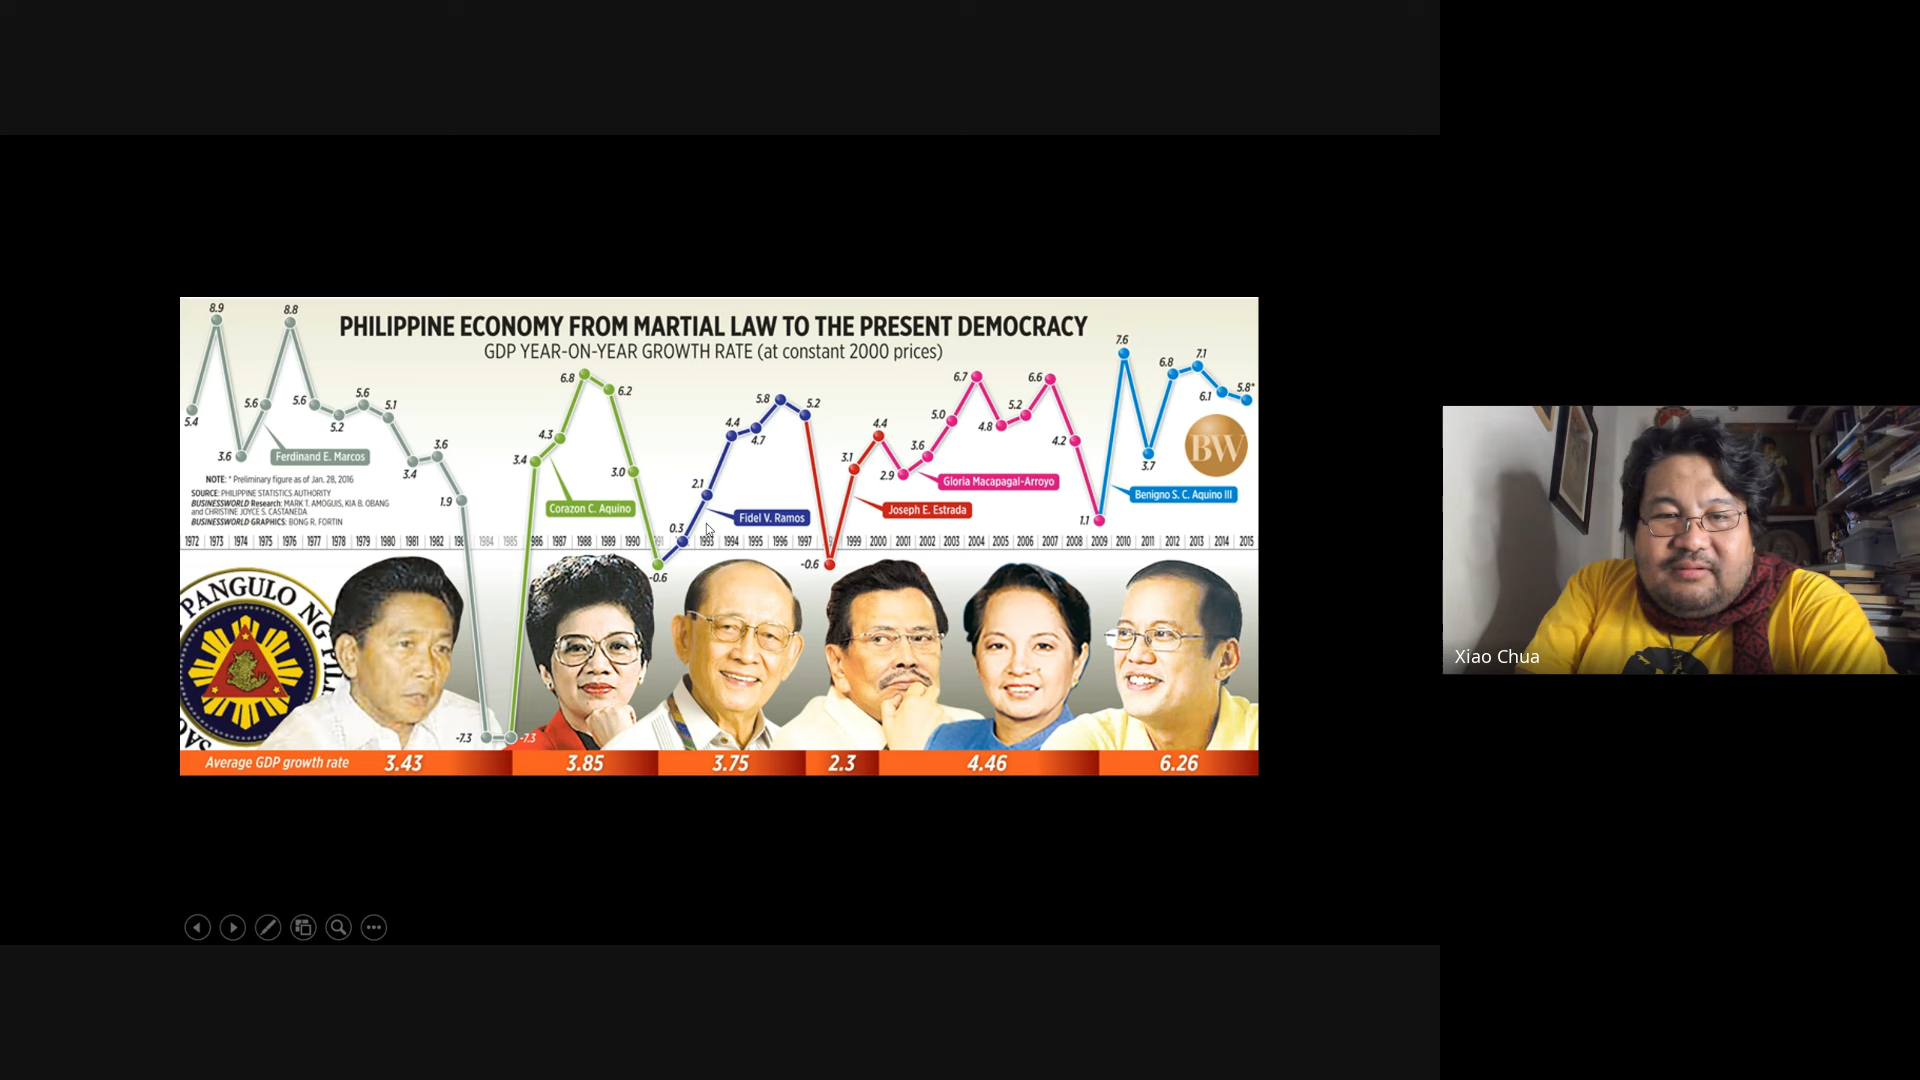 PHILIPPINE ECONOMY FROM MARTIAL LAW TO THE PRESENT DEMOCRACY
GDP YEAR-ON-YEAR GROWTH RATE (at constant 2000 prices)
5.4
8.9
3.6
5.6
8.8
5.6
5.2
5.6
5.1
3.4
3.6
1.9
-7.3
-7.3
3.4
4.3
6.8
6.2
3.0
-0.6
0.3
2.1
4.4
4.7
5.8
5.2
-0.6
3.1
4.4
2.9
3.6
5.0
6.7
4.8
5.2
6.6
4.2
1.1
7.6
3.7
6.8
7.1
6.1
5.8*
Ferdinand E. Marcos
Corazon C. Aquino
Fidel V. Ramos
Joseph E. Estrada
Gloria Macapagal-Arroyo
Benigno S. C. Aquino III
BW
NOTE: * Preliminary figure as of Jan. 28, 2016
SOURCE: PHILIPPINE STATISTICS AUTHORITY
BUSINESSWORLD Research: MARK T. AMOGUIS, KIA B. OBANG
and CHRISTINE JOYCE S. CASTANEDA
BUSINESSWORLD GRAPHICS: BONG R. FORTIN
1972 1973 1974 1975 1976 1977 1978 1979 1980 1981 1982 1984 1985 1987 1988 1989 1990 1993 1994 1995 1996 1997 1999 2000 2001 2002 2003 2004 2005 2006 2007 2008 2009 2010 2011 2012 2013 2014 2015
PANGULO NG
Average GDP growth rate 3.43 3.85 3.75 2.3 4.46 6.26
Xiao Chua